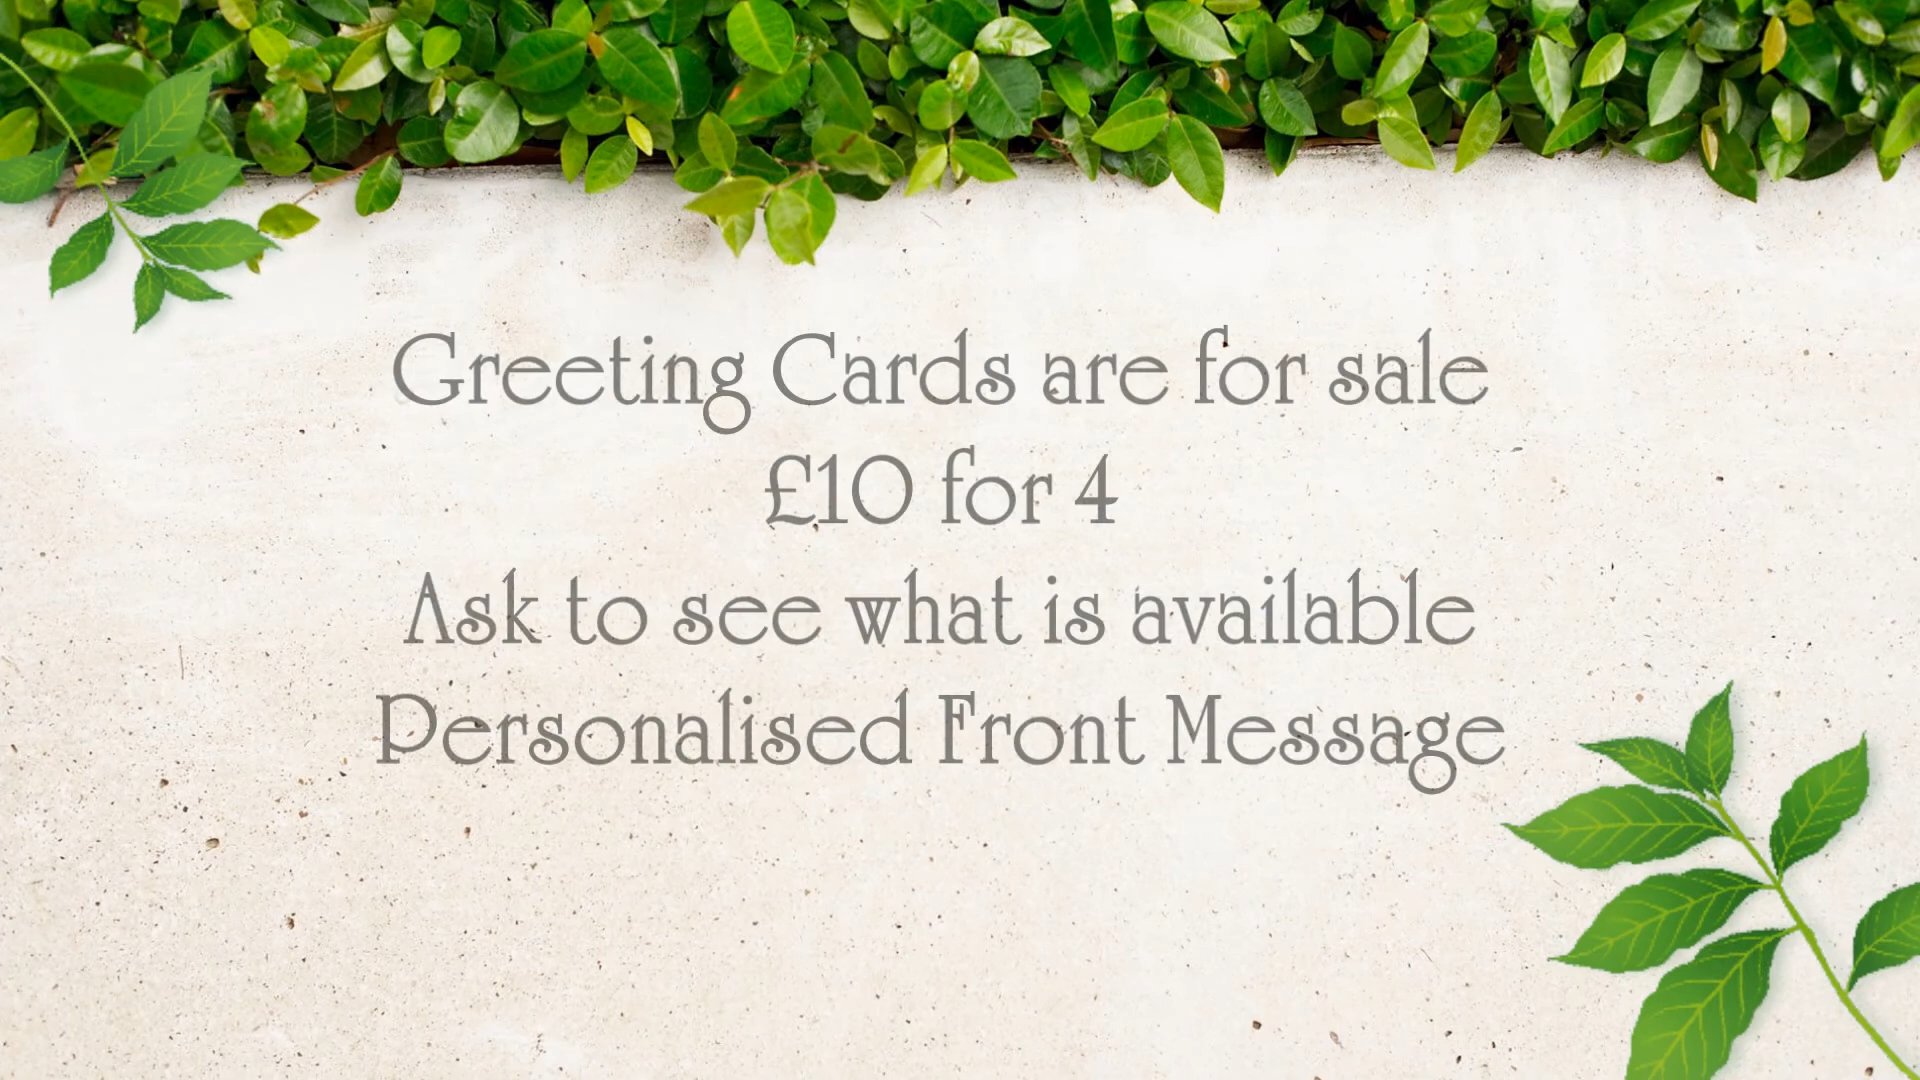 Greeting Cards are for sale
£10 for 4
Ask to see what is available
Personalised Front Message